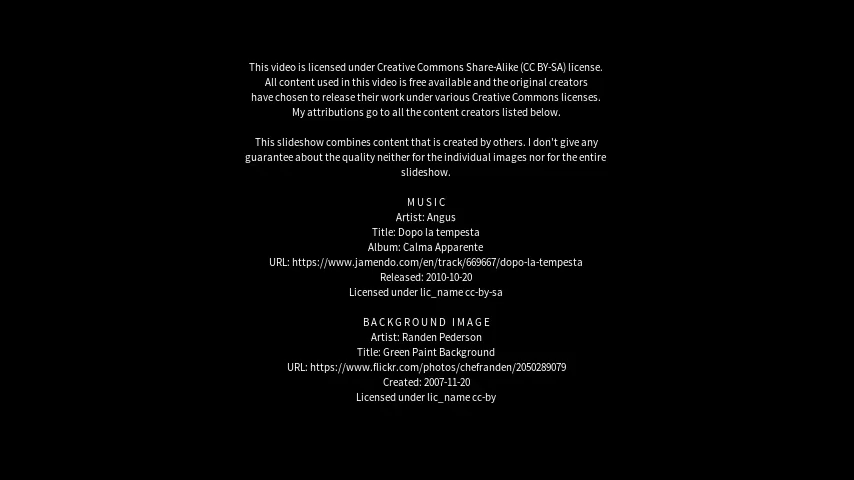 This video is licensed under Creative Commons Share-Alike (CC BY-SA) license.
All content used in this video is free available and the original creators
have chosen to release their work under various Creative Commons licenses.
My attributions go to all the content creators listed below.
This slideshow combines content that is created by others. I don't give any
guarantee about the quality neither for the individual images nor for the entire
slideshow.
MUSIC
Artist: Angus
Title: Dopo la tempesta
Album: Calma Apparente
URL: https://www.jamendo.com/en/track/669667/dopo-la-tempesta
Released: 2010-10-20
Licensed under lic_name cc-by-sa
BACKGROUND IMAGE
Artist: Randen Pederson
Title: Green Paint Background
URL: https://www.flickr.com/photos/chefranden/2050289079
Created: 2007-11-20
Licensed under lic_name cc-by